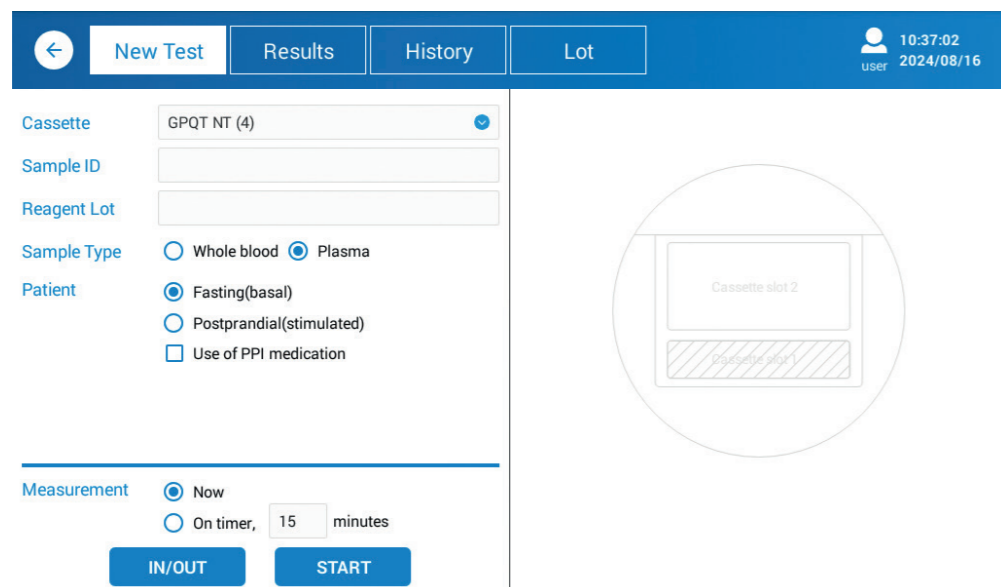 New Test
Results
History
Lot
user
10:37:02
2024/08/16
Cassette
GPQT NT (4)
Sample ID
Reagent Lot
Sample Type
Whole blood
Plasma
Patient
Fasting(basal)
Postprandial(stimulated)
Use of PPI medication
Measurement
Now
On timer, 15 minutes
IN/OUT
START
Cassette slot 2
Cassette slot 1